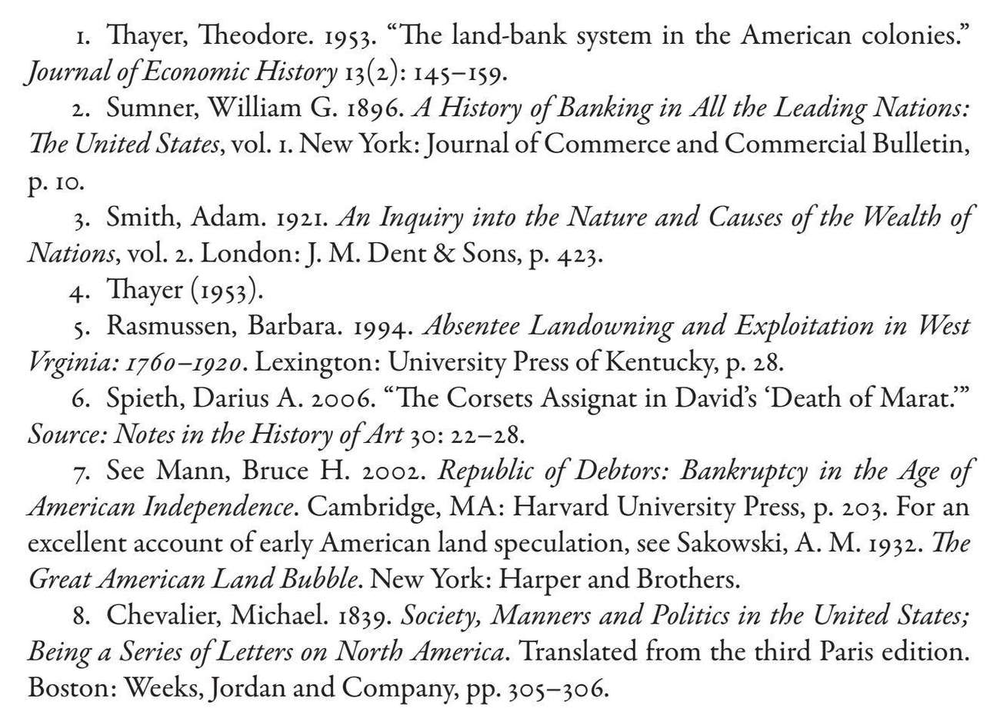 1. Thayer, Theodore. 1953. “The land-bank system in the American colonies.”
Journal of Economic History 13(2): 145–159.
2. Sumner, William G. 1896. A History of Banking in All the Leading Nations:
The United States, vol. 1. New York: Journal of Commerce and Commercial Bulletin,
p. 10.
3. Smith, Adam. 1921. An Inquiry into the Nature and Causes of the Wealth of
Nations, vol. 2. London: J. M. Dent & Sons, p. 423.
4. Thayer (1953).
5. Rasmussen, Barbara. 1994. Absentee Landowning and Exploitation in West
Vrginia: 1760–1920. Lexington: University Press of Kentucky, p. 28.
6. Spieth, Darius A. 2006. “The Corsets Assignat in David’s ‘Death of Marat.’”
Source: Notes in the History of Art 30: 22–28.
7. See Mann, Bruce H. 2002. Republic of Debtors: Bankruptcy in the Age of
American Independence. Cambridge, MA: Harvard University Press, p. 203. For an
excellent account of early American land speculation, see Sakowski, A. M. 1932. The
Great American Land Bubble. New York: Harper and Brothers.
8. Chevalier, Michael. 1839. Society, Manners and Politics in the United States;
Being a Series of Letters on North America. Translated from the third Paris edition.
Boston: Weeks, Jordan and Company, pp. 305–306.